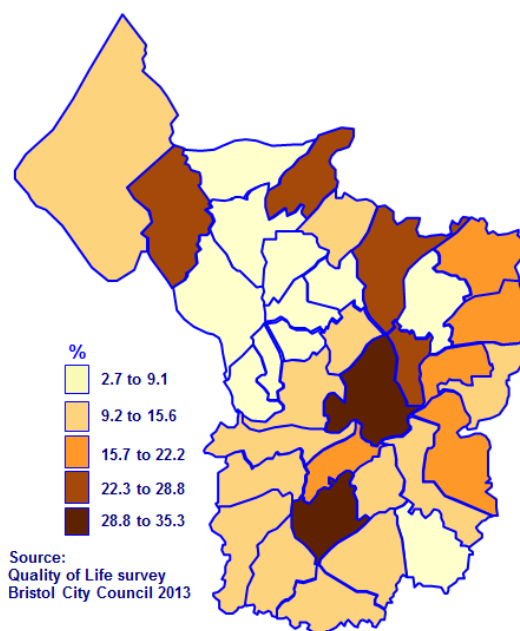 %
2.7 to 9.1
9.2 to 15.6
15.7 to 22.2
22.3 to 28.8
28.8 to 35.3
Source:
Quality of Life survey
Bristol City Council 2013